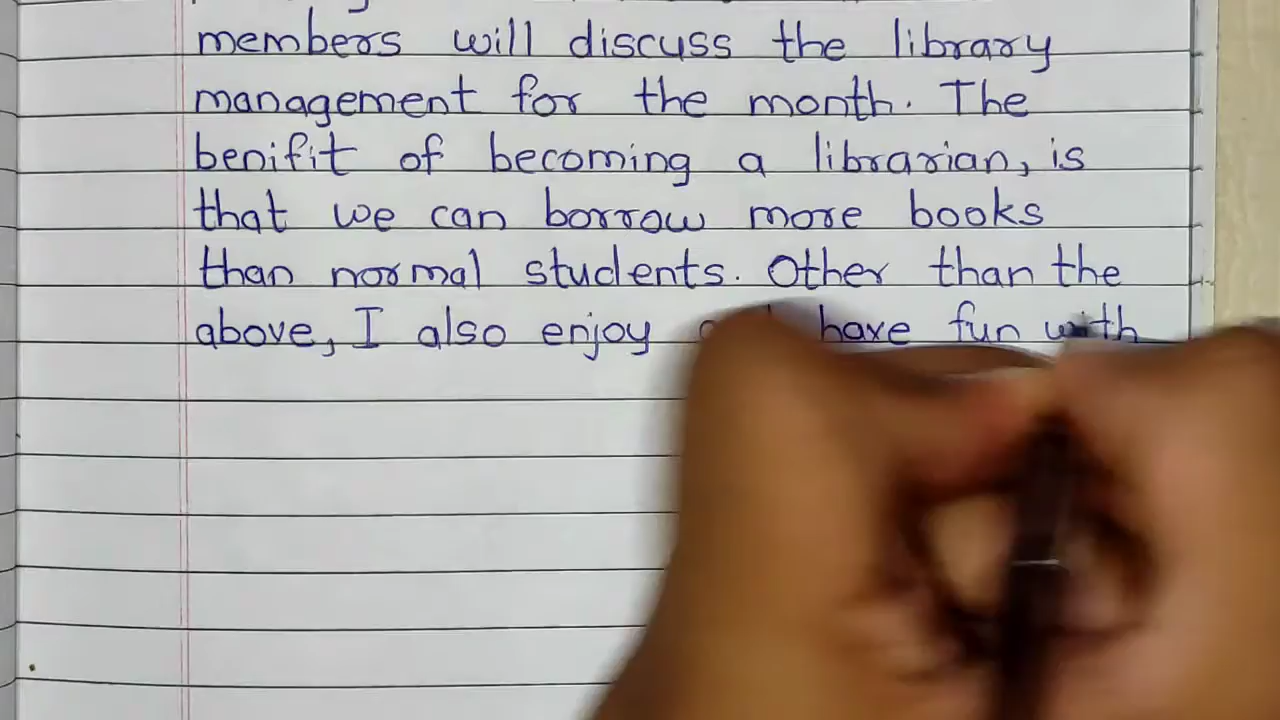 members will discuss the library
management for the month. The
benifit of becoming a librarian, is
that we can borrow more books
than normal students. Other than the
above, I also enjoy have fun with